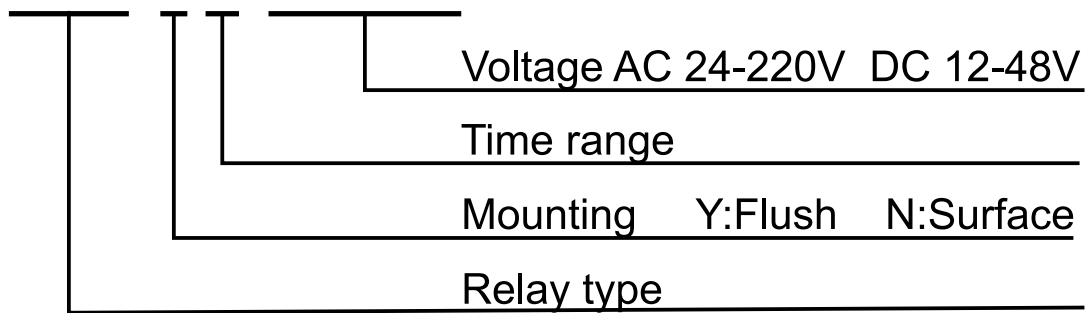 Voltage AC 24-220V DC 12-48V
Time range
Mounting Y:Flush N:Surface
Relay type